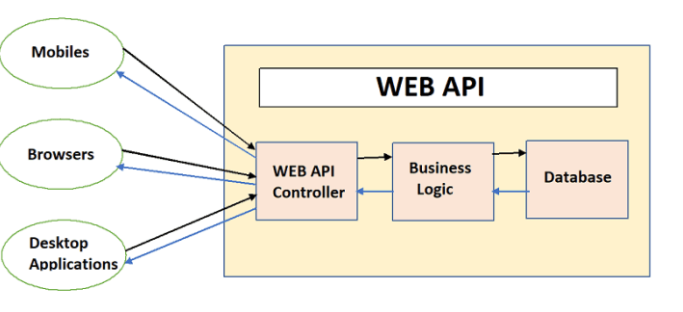 Mobiles
WEB API
Browsers
WEB API
Controller
Business
Logic
Database
Desktop
Applications